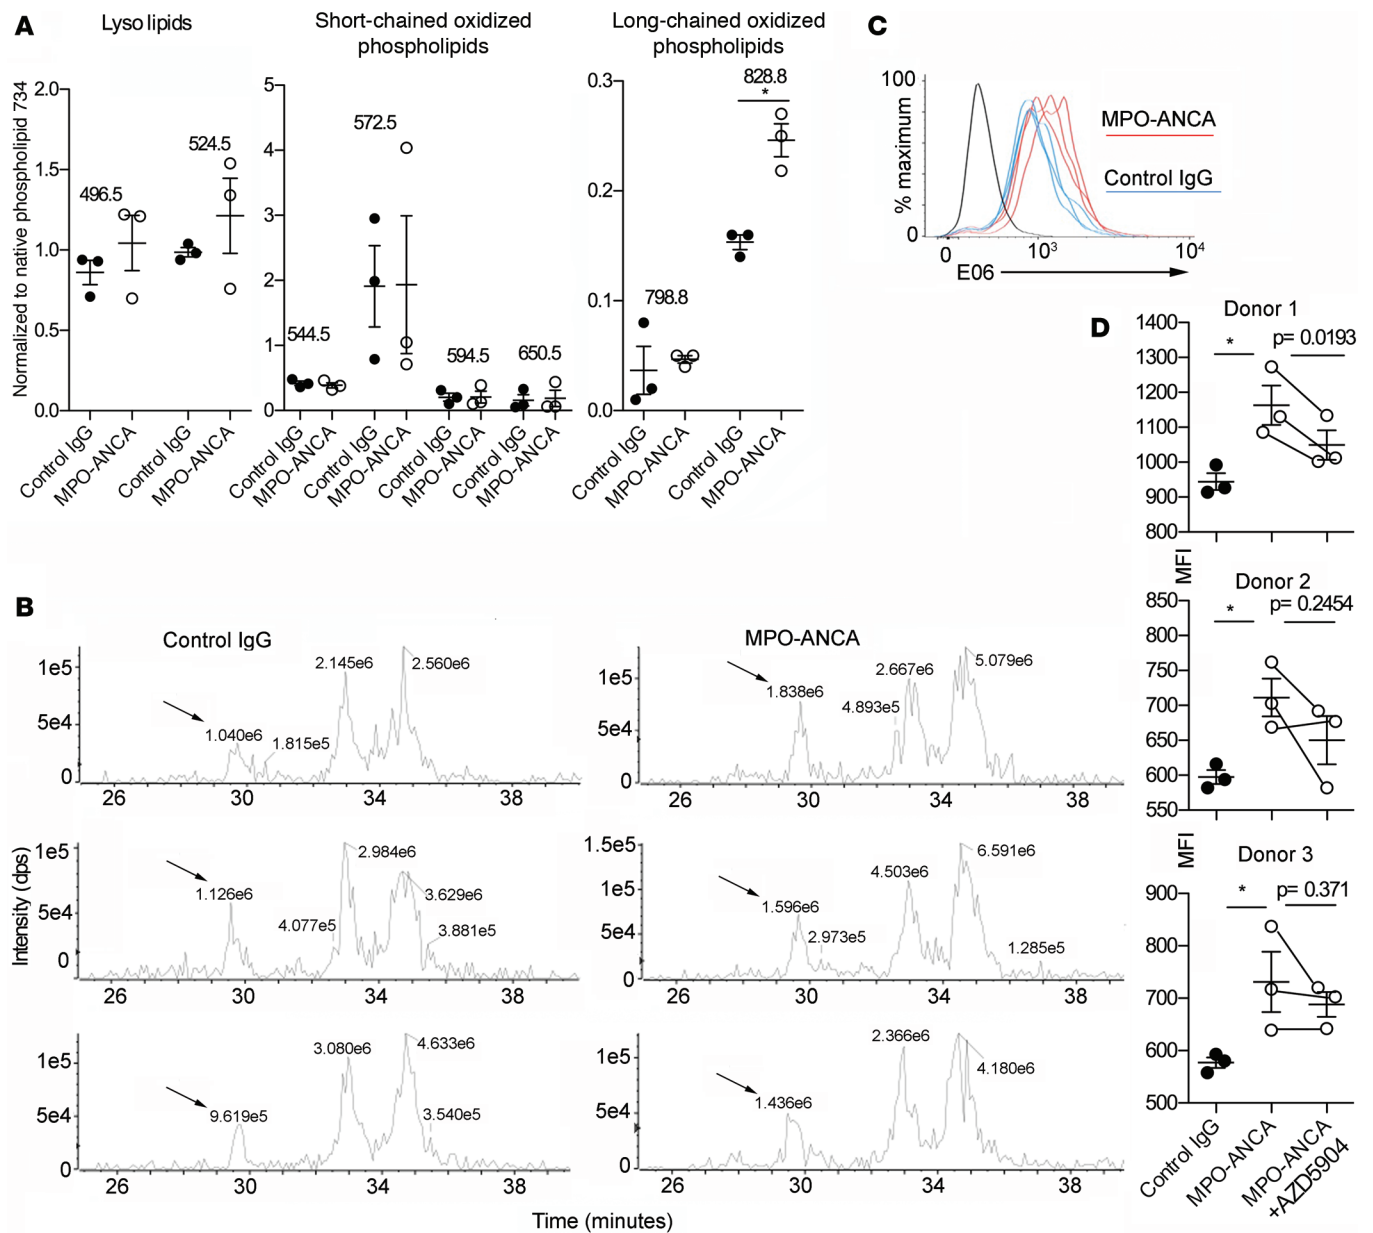 A
Lyso lipids
Short-chained oxidized
phospholipids
Long-chained oxidized
phospholipids
Normalized to native phospholipid 734
2.0
1.5
1.0
0.5
0.0
496.5
524.5
Control IgG
MPO-ANCA
Control IgG
MPO-ANCA
5
4
3
2
1
0
544.5
572.5
594.5
650.5
Control IgG
MPO-ANCA
Control IgG
MPO-ANCA
Control IgG
MPO-ANCA
Control IgG
MPO-ANCA
0.3
0.2
0.1
0.0
798.8
828.8
*
Control IgG
MPO-ANCA
Control IgG
MPO-ANCA
C
% maximum
100
0
0 10³ 10⁴
E06
MPO-ANCA
Control IgG
B
Intensity (dps)
Control IgG
1e5
5e4
0
1.040e6
1.815e5
2.145e6
2.560e6
26 30 34 38
MPO-ANCA
1e5
5e4
0
1.838e6
4.893e5
2.667e6
5.079e6
26 30 34 38
1e5
5e4
0
1.126e6
4.077e5
2.984e6
3.629e6
3.881e5
26 30 34 38
1.5e5
1e5
5e4
0
1.596e6
2.973e5
4.503e6
6.591e6
1.285e5
26 30 34 38
1e5
5e4
0
9.619e5
3.080e6
4.633e6
3.540e5
26 30 34 38
1e5
5e4
0
1.436e6
2.366e6
4.180e6
26 30 34 38
Time (minutes)
D
Donor 1
* p= 0.0193
1400
1300
1200
1100
1000
900
800
MFI
Donor 2
* p= 0.2454
850
800
750
700
650
600
550
MFI
Donor 3
* p= 0.371
900
800
700
600
500
Control IgG
MPO-ANCA
MPO-ANCA
+AZD5904